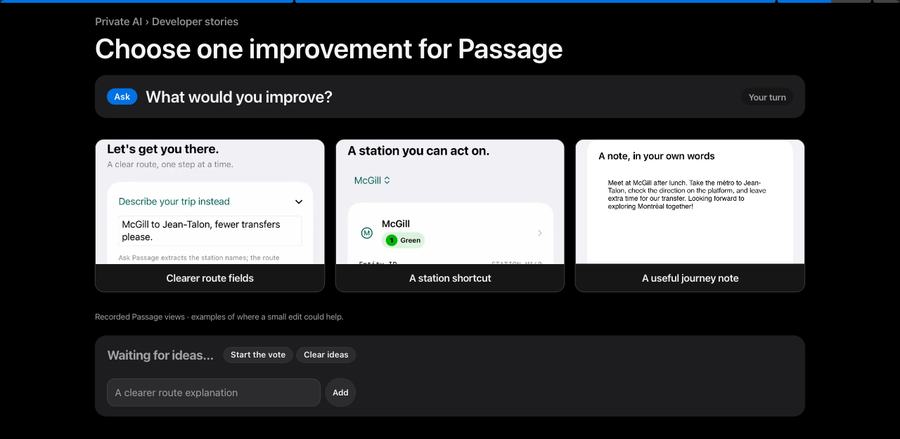 Private AI › Developer stories
Choose one improvement for Passage
Ask What would you improve? Your turn
Let's get you there.
A clear route, one step at a time.
Describe your trip instead
McGill to Jean-Talon, fewer transfers
please.
Ask Passage extracts the station names; the route
Clearer route fields
A station you can act on.
McGill
M McGill
1 Green
A station shortcut
A note, in your own words
Meet at McGill after lunch. Take the métro to Jean-
Talon, check the direction on the platform, and leave
extra time for our transfer. Looking forward to
exploring Montréal together!
A useful journey note
Recorded Passage views · examples of where a small edit could help.
Waiting for ideas... Start the vote Clear ideas
A clearer route explanation Add